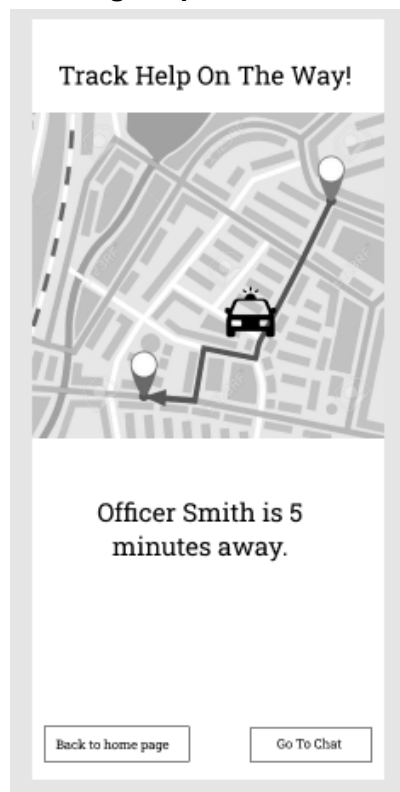 Track Help On The Way!
Officer Smith is 5
minutes away.
Back to home page
Go To Chat